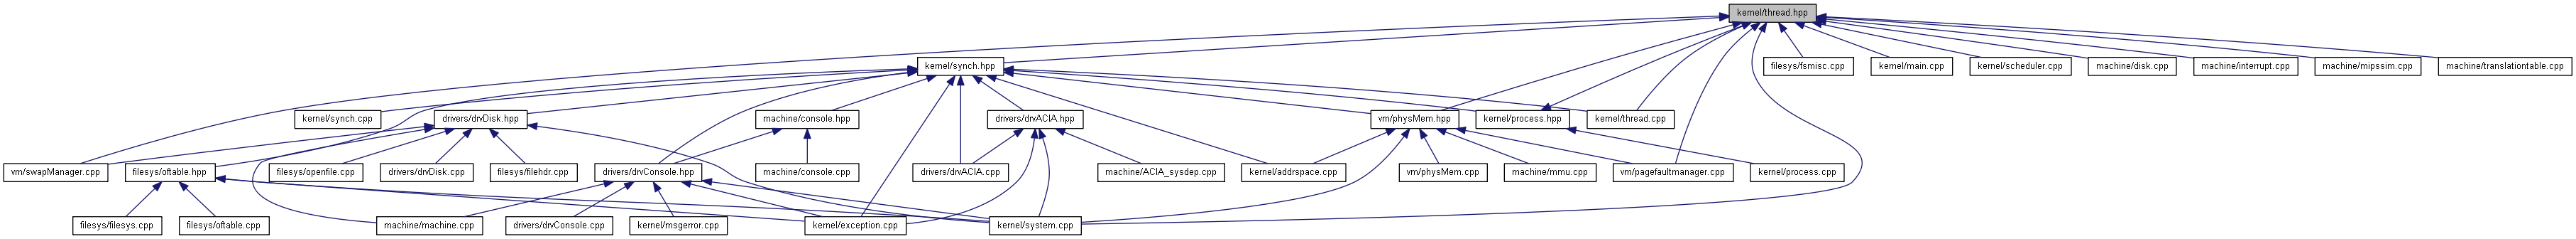 kernel/thread.hpp
kernel/synch.hpp
filesys/fsmisc.cpp
kernel/main.cpp
kernel/scheduler.cpp
machine/disk.cpp
machine/interrupt.cpp
machine/mipssim.cpp
machine/translationtable.cpp
kernel/synch.cpp
drivers/drvDisk.hpp
machine/console.hpp
drivers/drvACIA.hpp
vm/physMem.hpp
kernel/process.hpp
kernel/thread.cpp
vm/swapManager.cpp
filesys/oftable.hpp
filesys/openfile.cpp
drivers/drvDisk.cpp
filesys/filehdr.cpp
drivers/drvConsole.hpp
machine/console.cpp
drivers/drvACIA.cpp
machine/ACIA_sysdep.cpp
kernel/addrspace.cpp
vm/physMem.cpp
machine/mmu.cpp
vm/pagefaultmanager.cpp
kernel/process.cpp
filesys/filesys.cpp
filesys/oftable.cpp
machine/machine.cpp
drivers/drvConsole.cpp
kernel/msgerror.cpp
kernel/exception.cpp
kernel/system.cpp